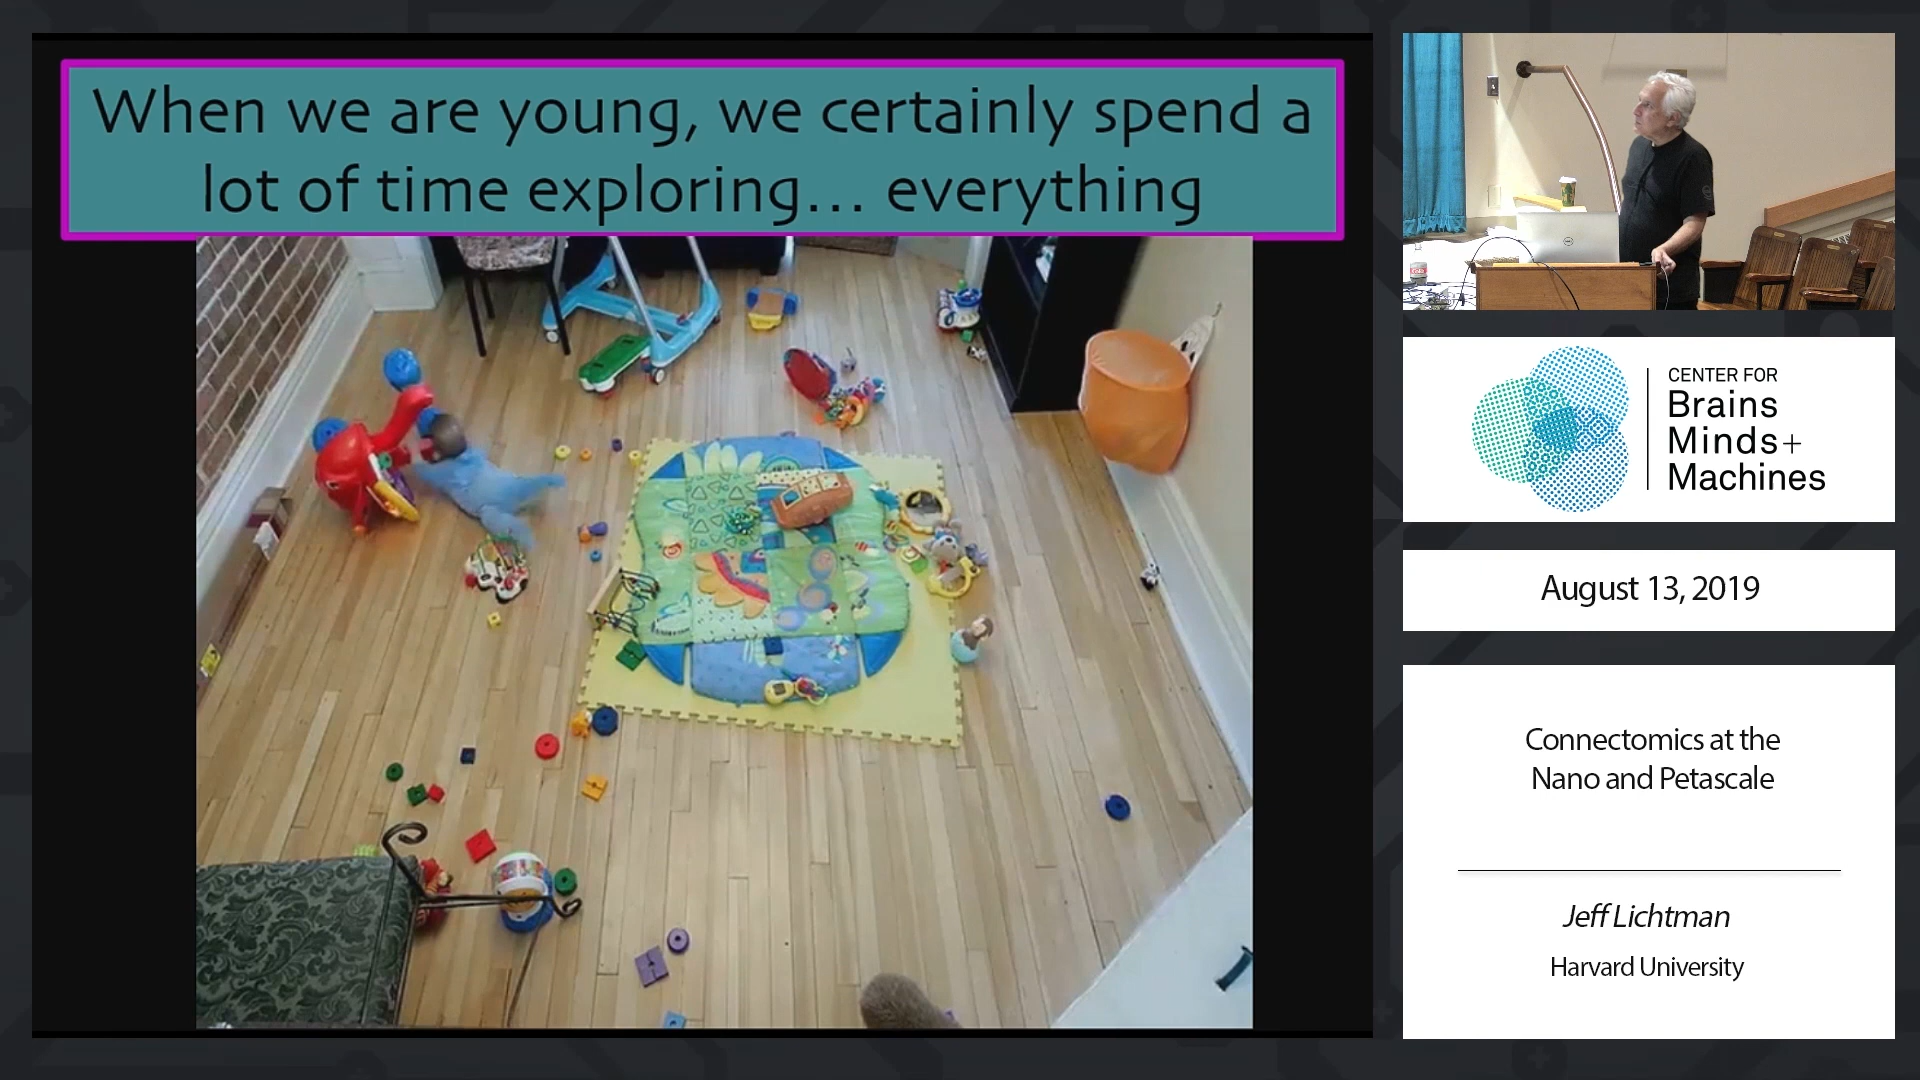 When we are young, we certainly spend a
lot of time exploring... everything
CENTER FOR
Brains
Minds+
Machines
August 13, 2019
Connectomics at the
Nano and Petascale
Jeff Lichtman
Harvard University